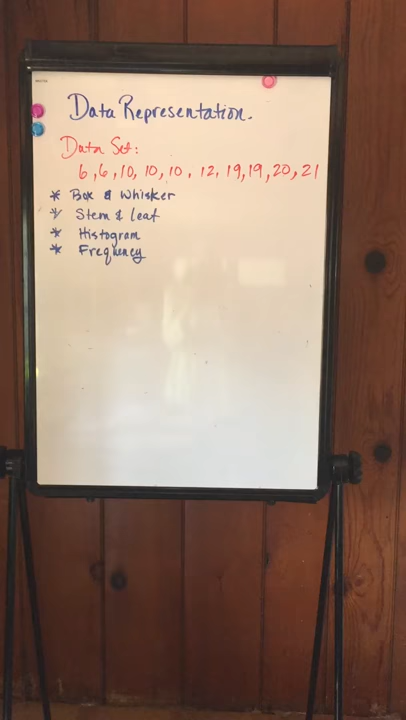 Data Representation.
Data Set:
6, 6, 10, 10, 10, 12, 19, 19, 20, 21
* Box & Whisker
* Stem & leaf
* Histogram
* Frequency